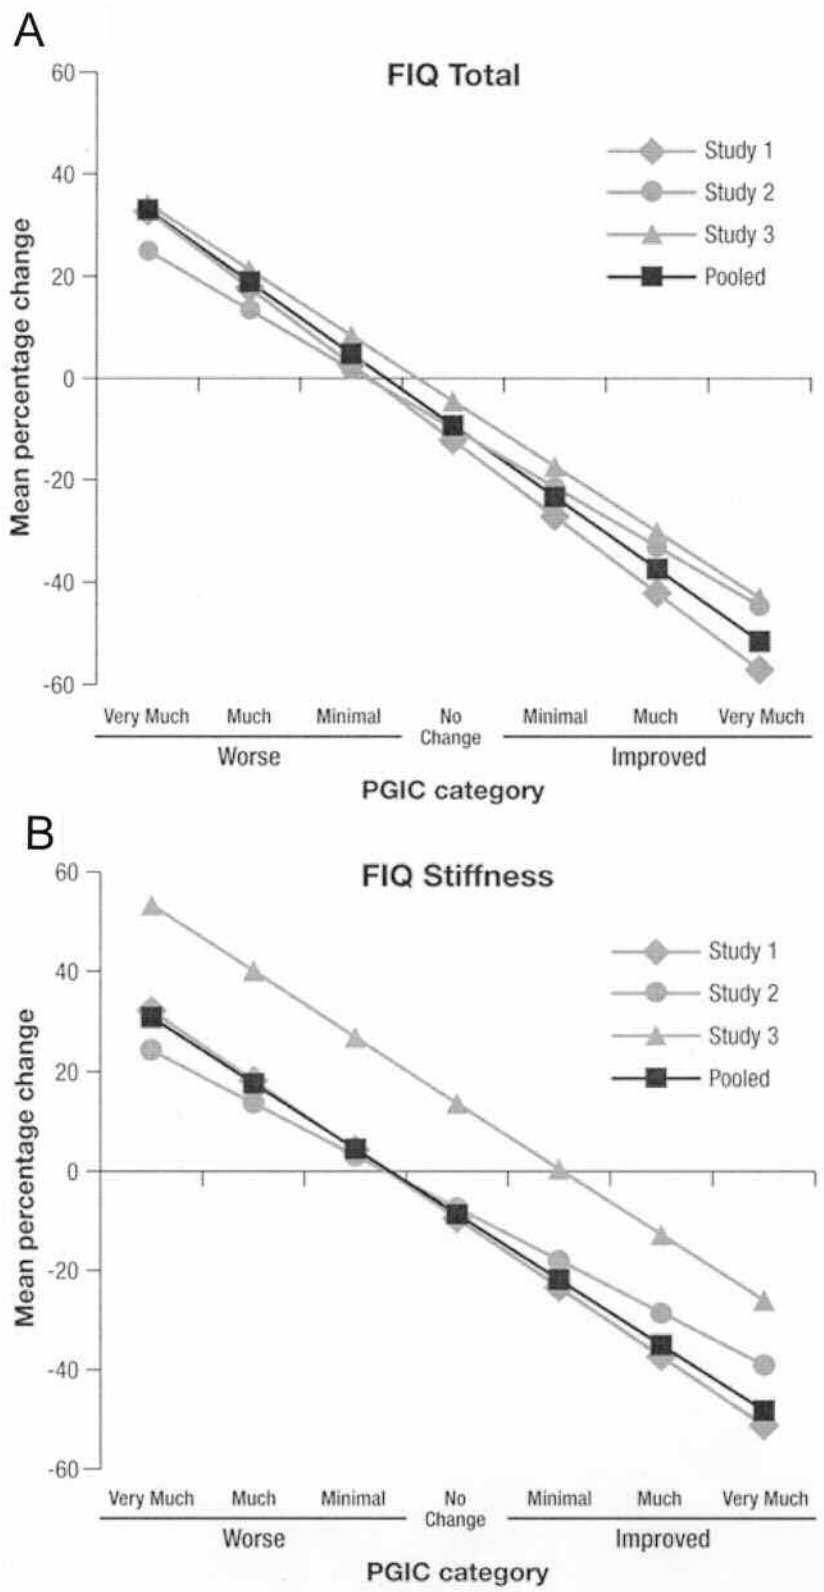 A
FIQ Total
60
40
20
0
-20
-40
-60
Mean percentage change
Study 1
Study 2
Study 3
Pooled
Very Much Much Minimal No Change Minimal Much Very Much
Worse Improved
PGIC category
B
FIQ Stiffness
60
40
20
0
-20
-40
-60
Mean percentage change
Study 1
Study 2
Study 3
Pooled
Very Much Much Minimal No Change Minimal Much Very Much
Worse Improved
PGIC category